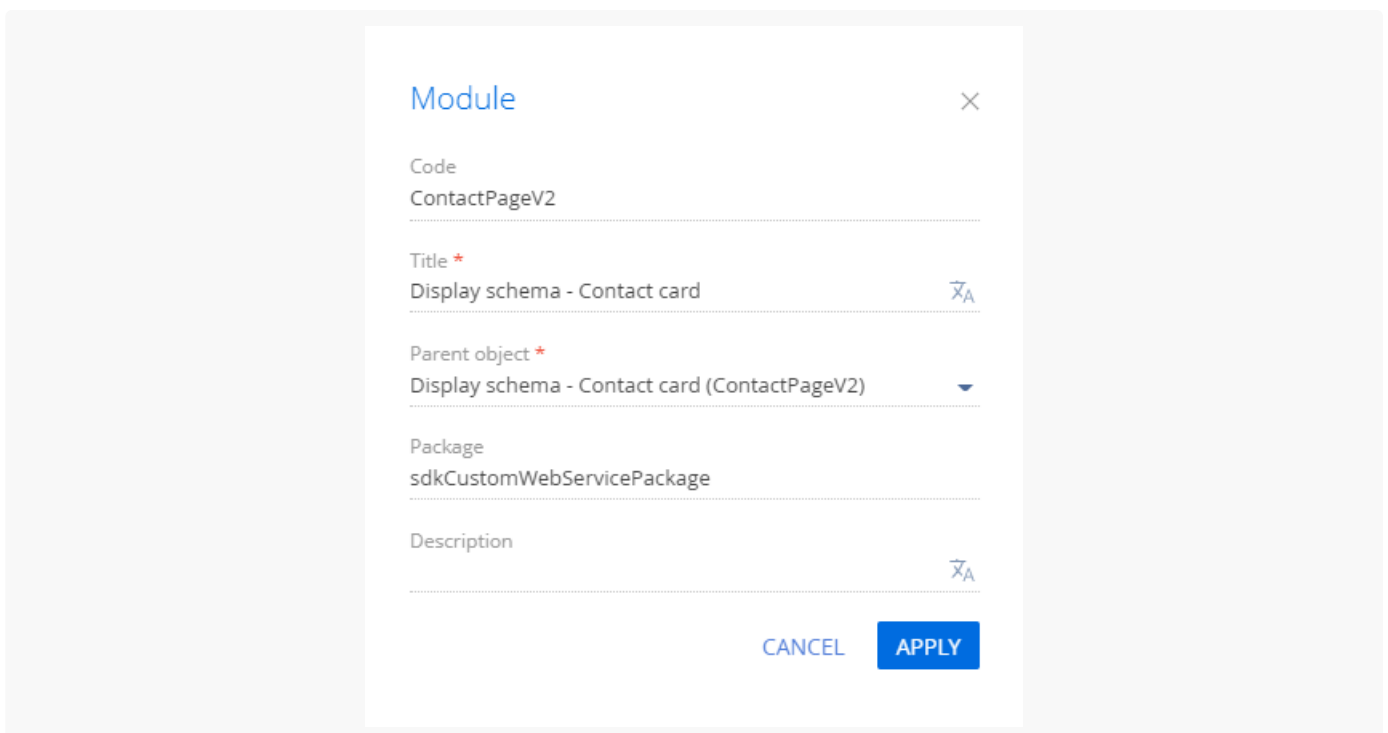 Module
Code
ContactPageV2
Title *
Display schema - Contact card
Parent object *
Display schema - Contact card (ContactPageV2)
Package
sdkCustomWebServicePackage
Description
CANCEL APPLY